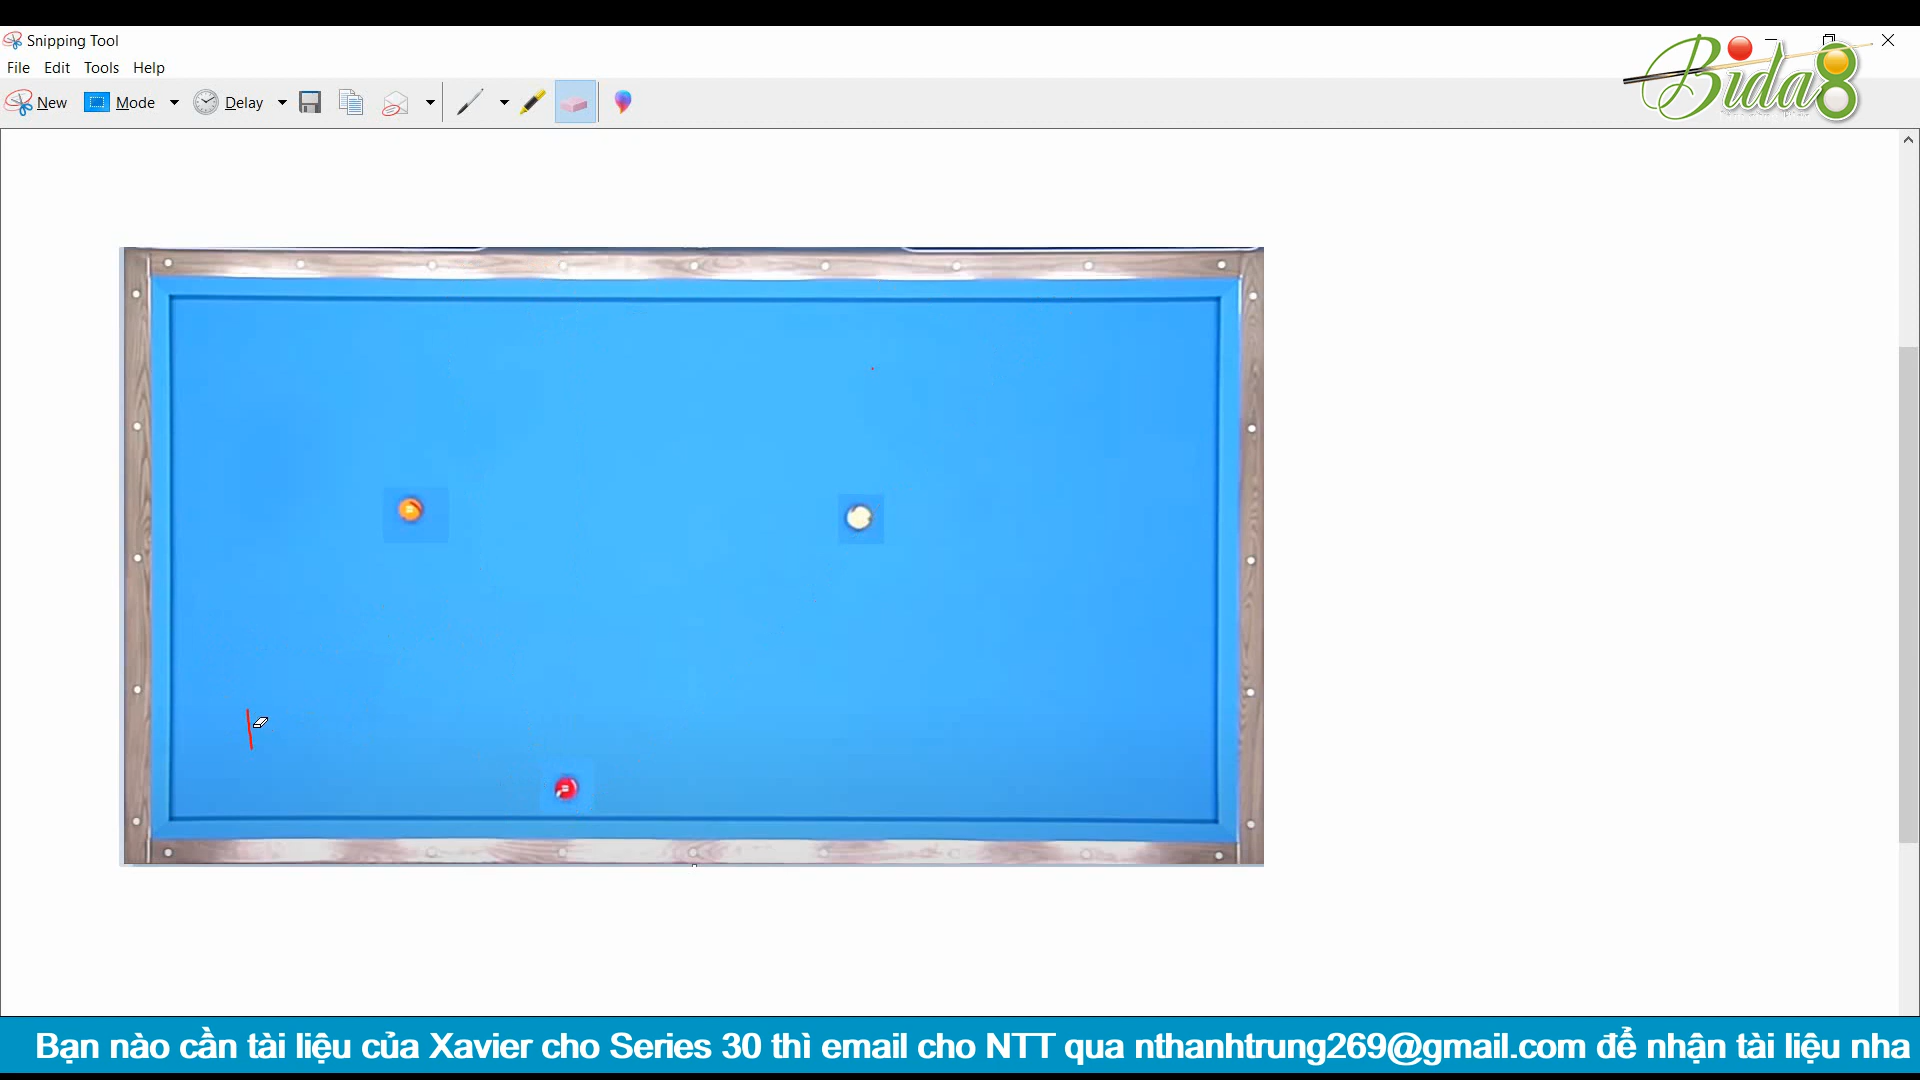 Snipping Tool
File Edit Tools Help
New Mode Delay
Bida8
Bạn nào cần tài liệu của Xavier cho Series 30 thì email cho NTT qua nthanhtrung269@gmail.com để nhận tài liệu nha